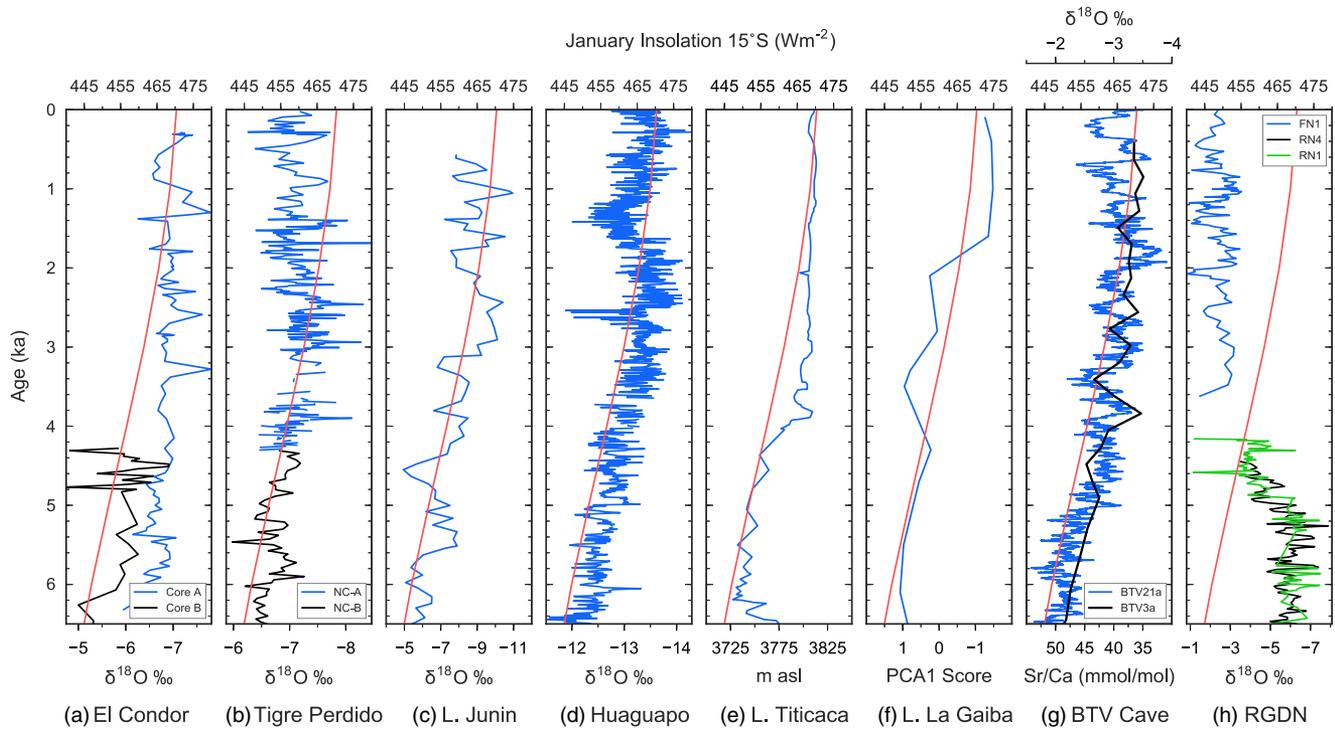 δ¹⁸O ‰
January Insolation 15°S (Wm⁻²)
−2 −3 −4
445 455 465 475 445 455 465 475 445 455 465 475 445 455 465 475 445 455 465 475 445 455 465 475 445 455 465 475 445 455 465 475
0
1
2
3
4
5
6
Age (ka)
FN1
RN4
RN1
Core A
Core B
NC-A
NC-B
BTV21a
BTV3a
−5 −6 −7 −6 −7 −8 −5 −7 −9 −11 −12 −13 −14 3725 3775 3825 1 0 −1 50 45 40 35 −1 −3 −5 −7
δ¹⁸O ‰ δ¹⁸O ‰ δ¹⁸O ‰ δ¹⁸O ‰ m asl PCA1 Score Sr/Ca (mmol/mol) δ¹⁸O ‰
(a) El Condor (b) Tigre Perdido (c) L. Junin (d) Huaguapo (e) L. Titicaca (f) L. La Gaiba (g) BTV Cave (h) RGDN